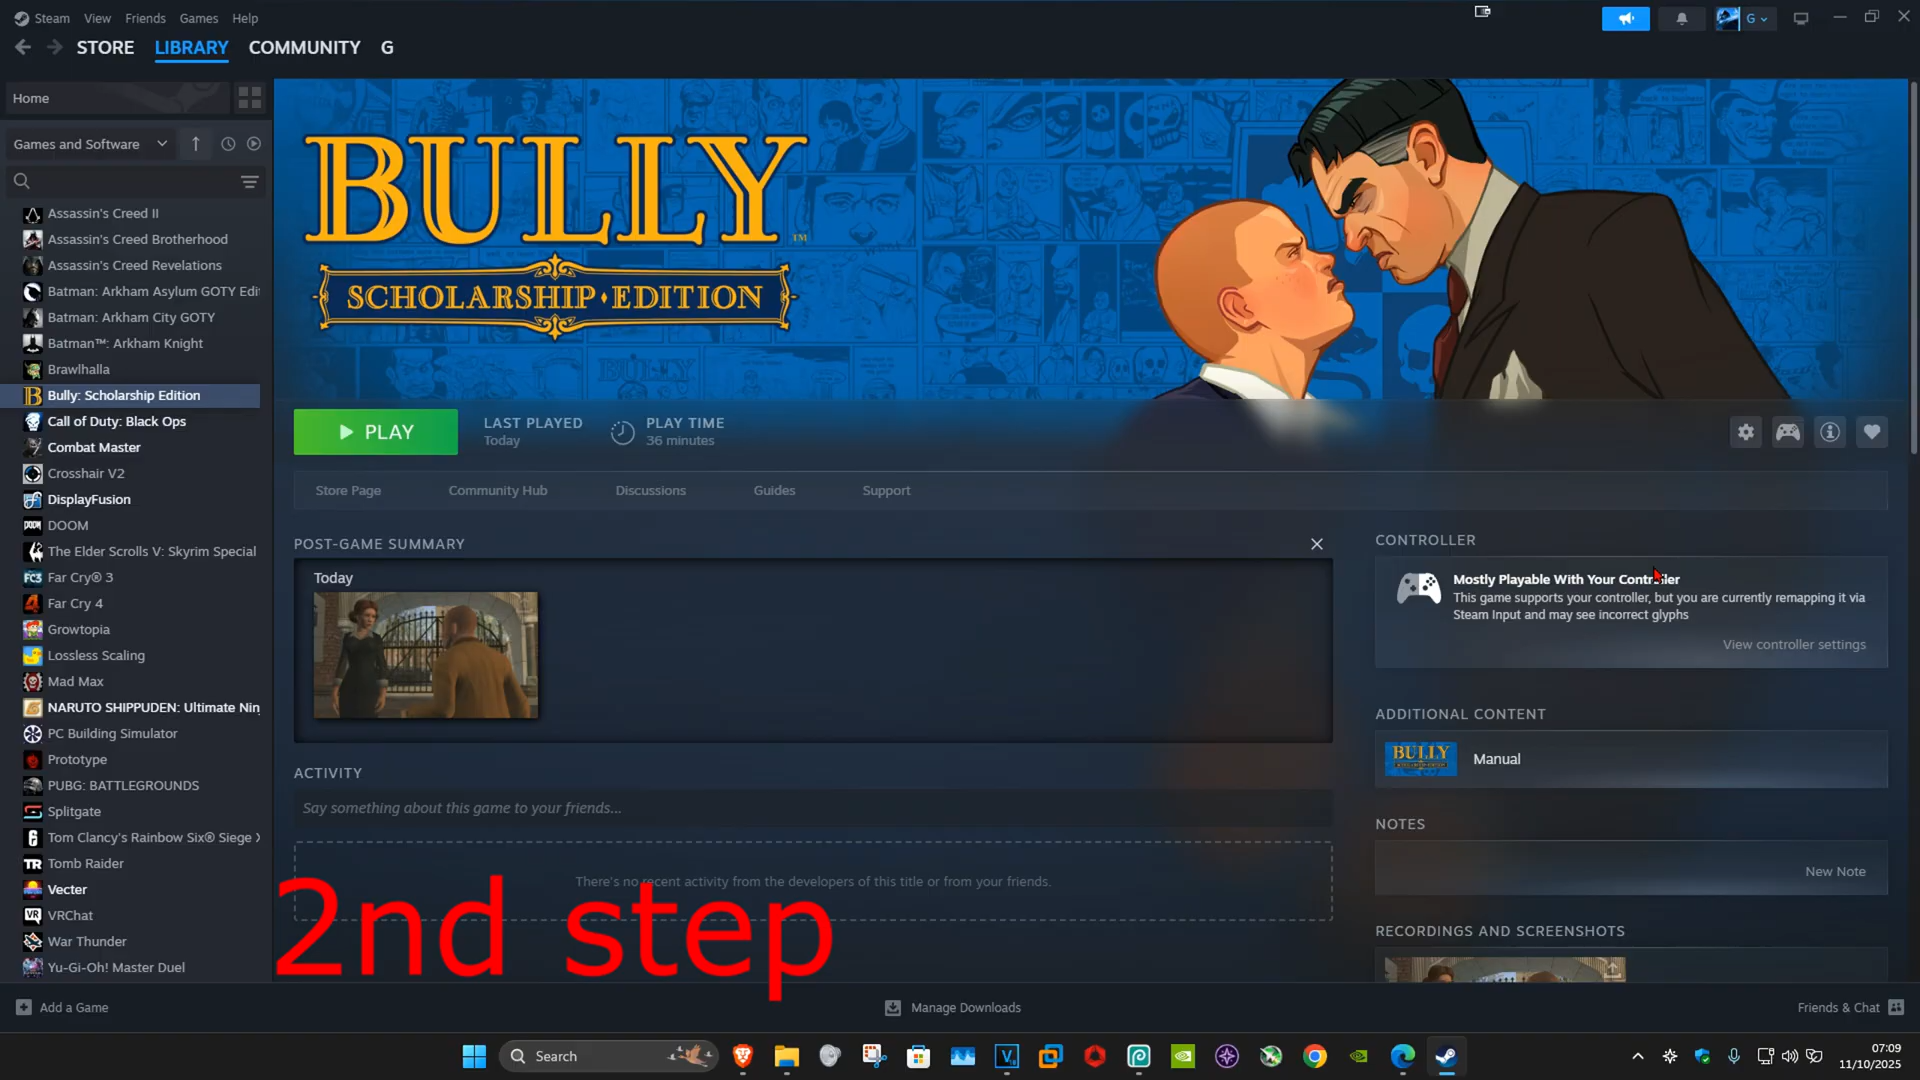 Steam View Friends Games Help
G
STORE LIBRARY COMMUNITY G
Home
Games and Software
Assassin's Creed II
Assassin's Creed Brotherhood
Assassin's Creed Revelations
Batman: Arkham Asylum GOTY Edit
Batman: Arkham City GOTY
Batman™: Arkham Knight
Brawlhalla
Bully: Scholarship Edition
Call of Duty: Black Ops
Combat Master
Crosshair V2
DisplayFusion
DOOM
The Elder Scrolls V: Skyrim Special
Far Cry® 3
Far Cry 4
Growtopia
Lossless Scaling
Mad Max
NARUTO SHIPPUDEN: Ultimate Nin
PC Building Simulator
Prototype
PUBG: BATTLEGROUNDS
Splitgate
Tom Clancy's Rainbow Six® Siege X
Tomb Raider
Vecter
VRChat
War Thunder
Yu-Gi-Oh! Master Duel
BULLY™
SCHOLARSHIP EDITION
PLAY
LAST PLAYED
Today
PLAY TIME
36 minutes
Store Page Community Hub Discussions Guides Support
POST-GAME SUMMARY
Today
ACTIVITY
Say something about this game to your friends...
There's no recent activity from the developers of this title or from your friends.
2nd step
CONTROLLER
Mostly Playable With Your Controller
This game supports your controller, but you are currently remapping it via
Steam Input and may see incorrect glyphs
View controller settings
ADDITIONAL CONTENT
BULLY
Manual
NOTES
New Note
RECORDINGS AND SCREENSHOTS
Add a Game
Manage Downloads
Friends & Chat
Search
07:09
11/10/2025